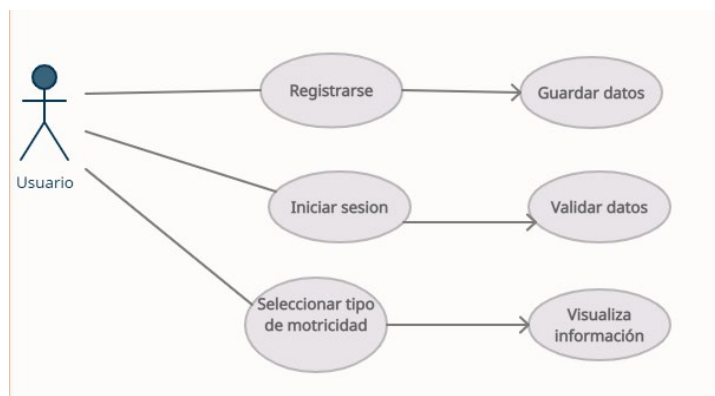 Registrarse
Guardar datos
Usuario
Iniciar sesion
Validar datos
Seleccionar tipo
de motricidad
Visualiza
información